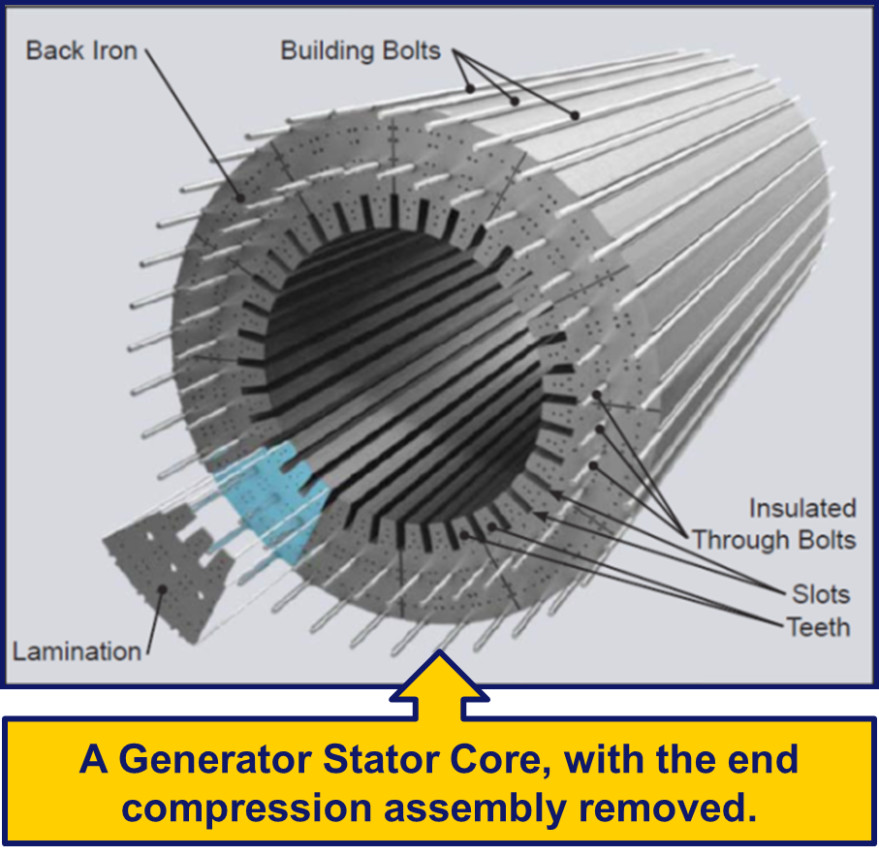 Back Iron
Building Bolts
Insulated
Through Bolts
Slots
Teeth
Lamination
A Generator Stator Core, with the end
compression assembly removed.